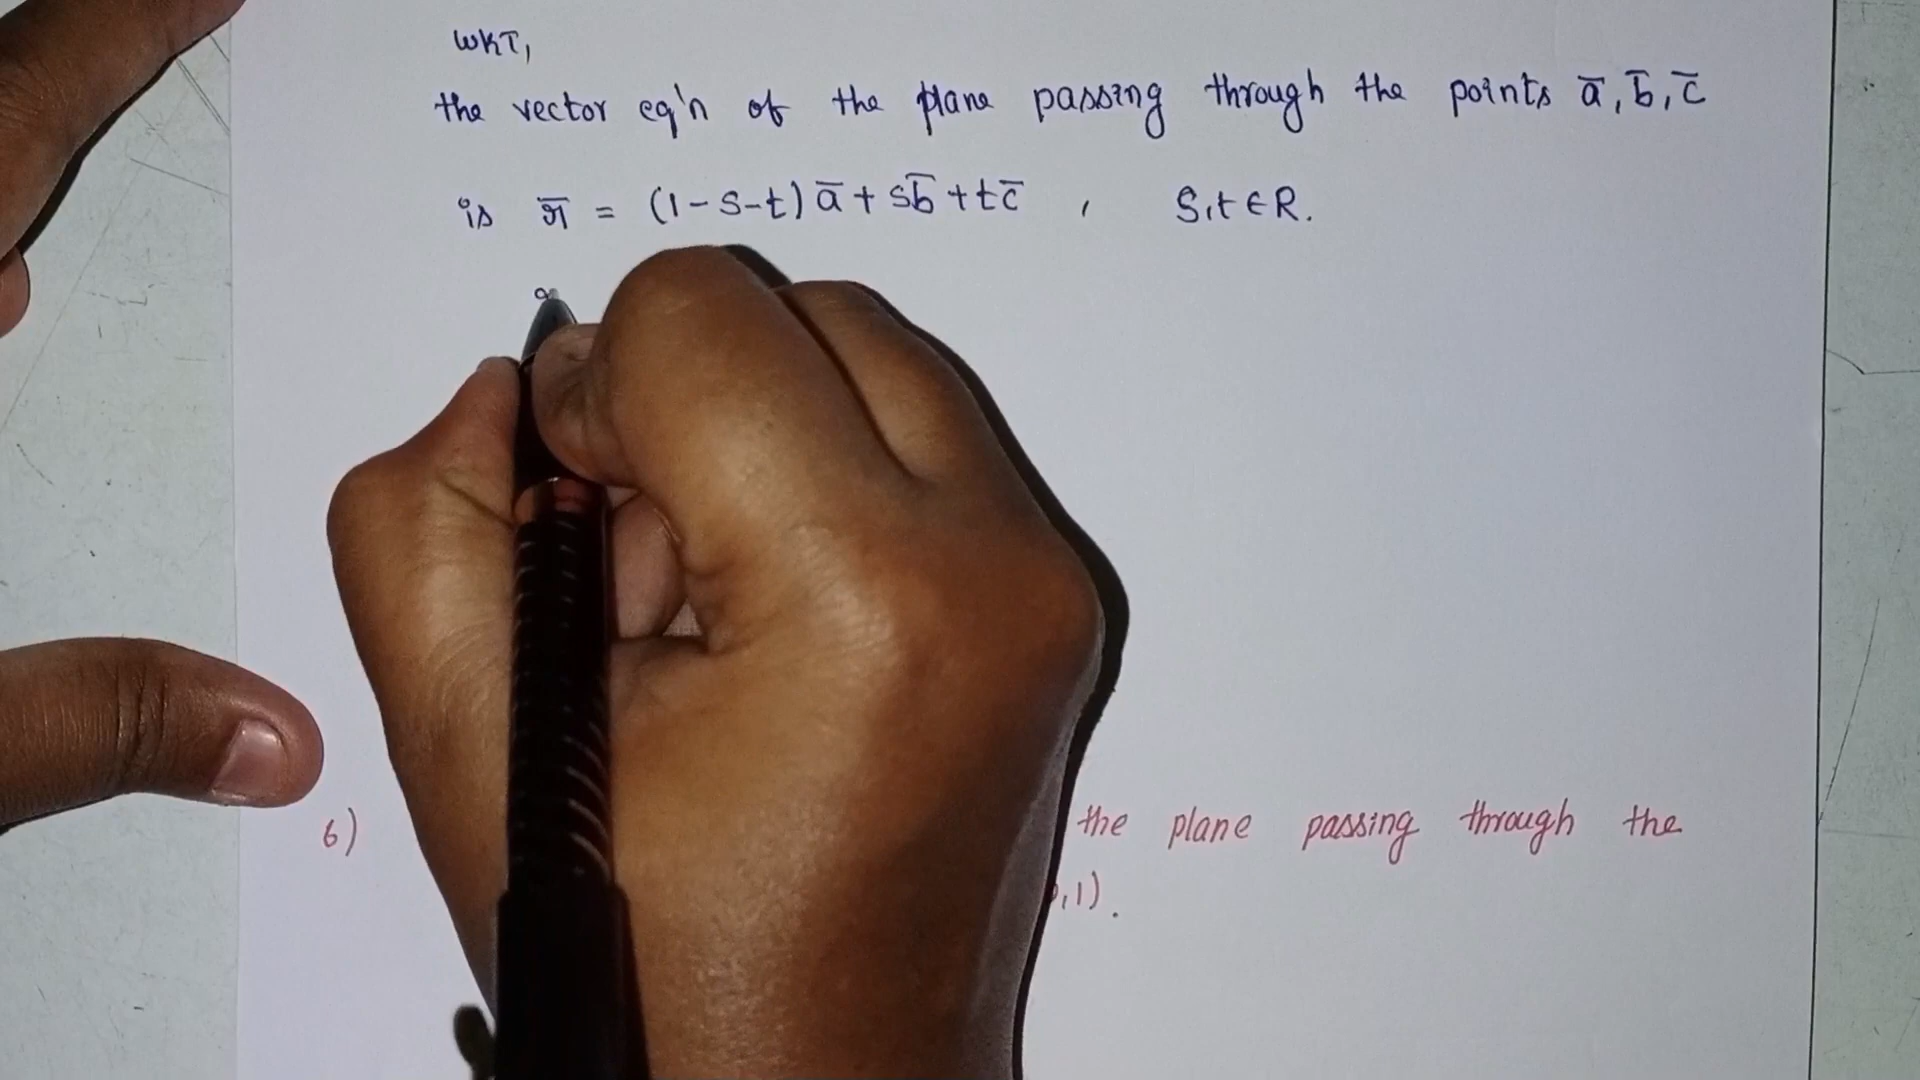 WKT,
the vector eq'n of the plane passing through the points a̅, b̅, c̅
is r̅ = (1-s-t) a̅ + sb̅ + tc̅ , S,t ∈ R.
6) the plane passing through the
,1).